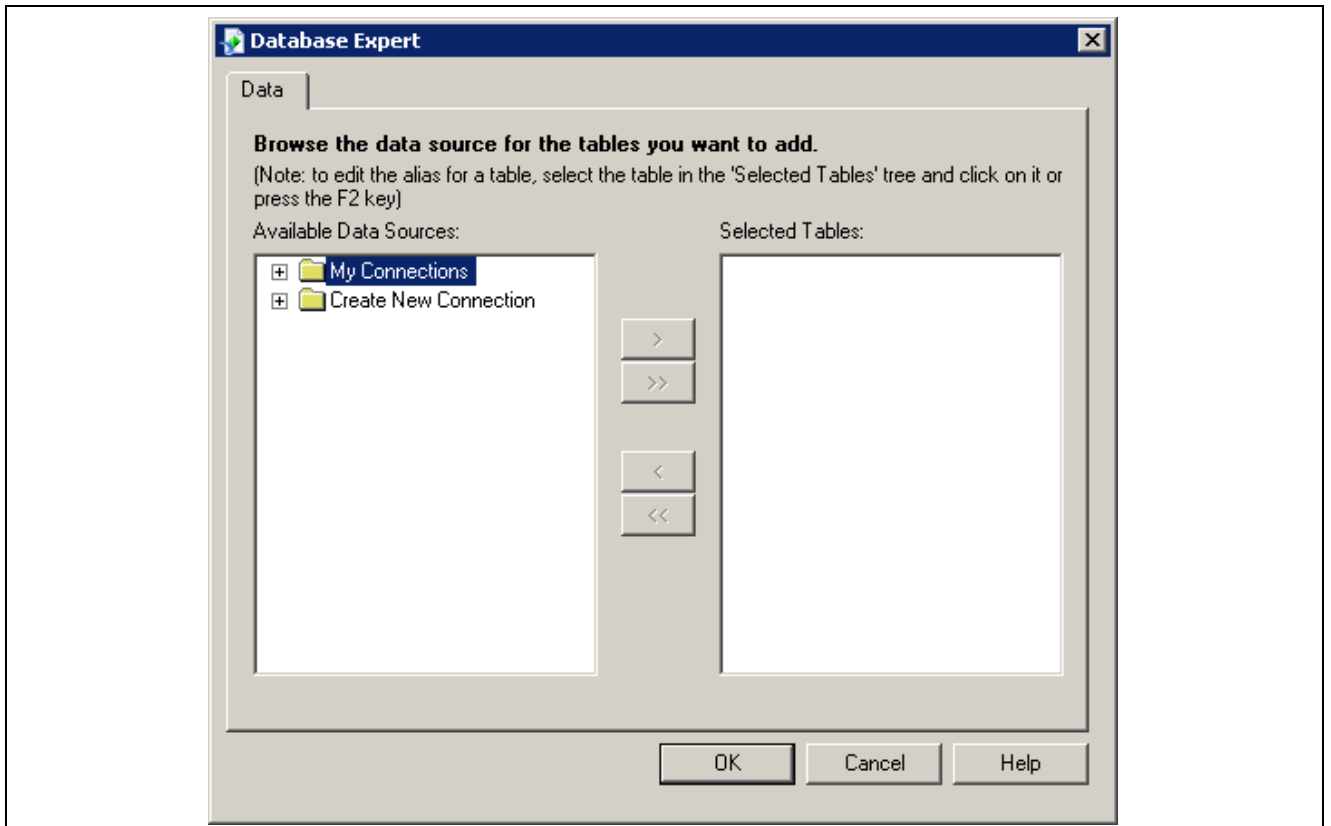 Database Expert
Data
Browse the data source for the tables you want to add.
(Note: to edit the alias for a table, select the table in the 'Selected Tables' tree and click on it or
press the F2 key)
Available Data Sources:
Selected Tables:
My Connections
Create New Connection
>
>>
<
<<
OK
Cancel
Help